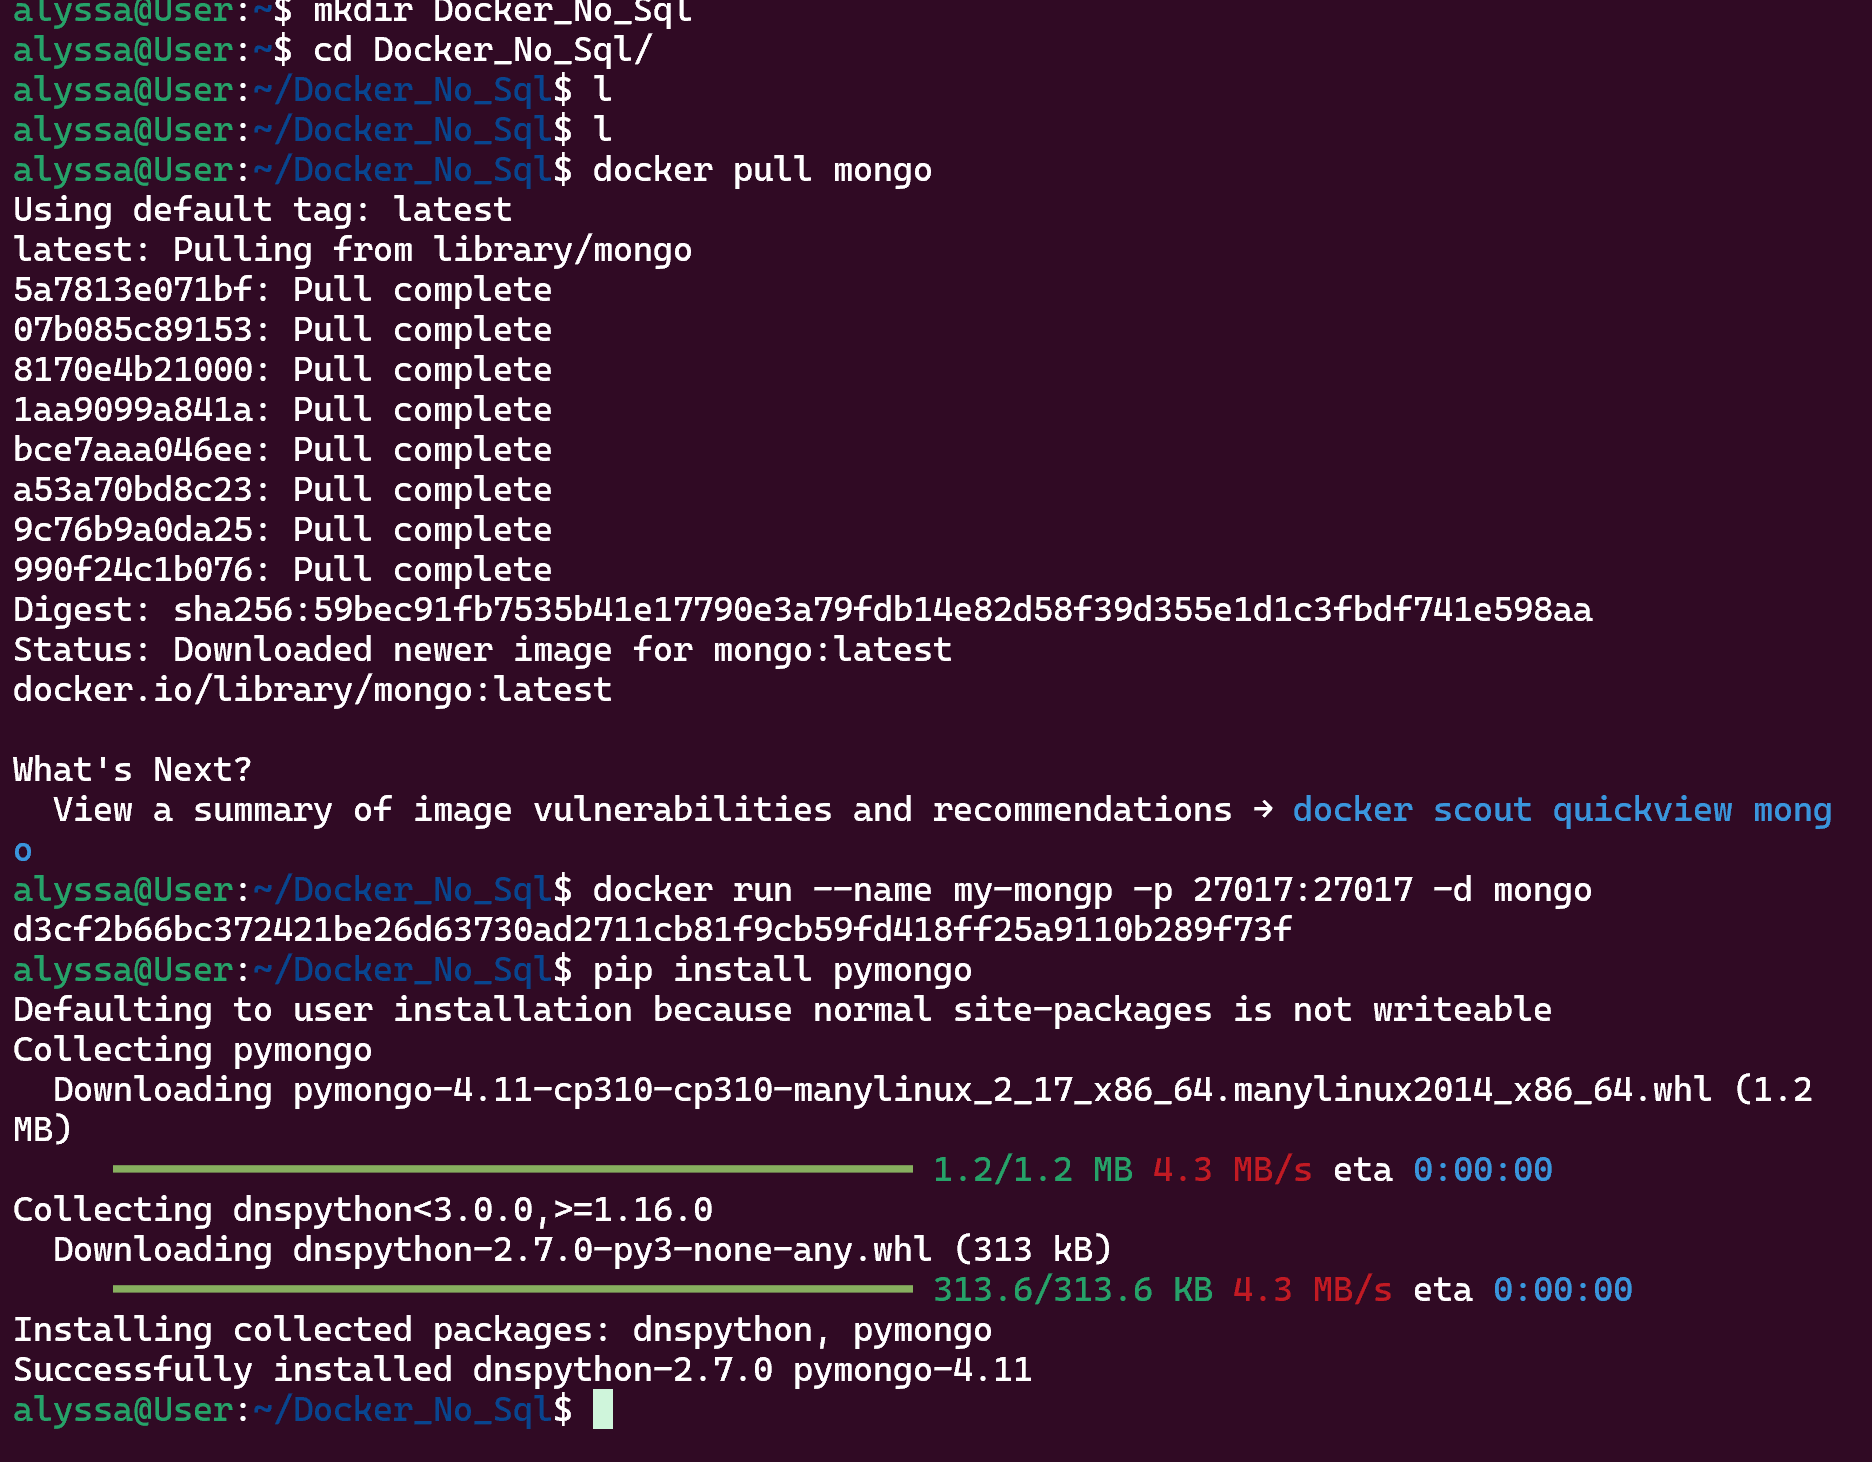 alyssa@User:~$ mkdir Docker_No_Sql
alyssa@User:~$ cd Docker_No_Sql/
alyssa@User:~/Docker_No_Sql$ l
alyssa@User:~/Docker_No_Sql$ l
alyssa@User:~/Docker_No_Sql$ docker pull mongo
Using default tag: latest
latest: Pulling from library/mongo
5a7813e071bf: Pull complete
07b085c89153: Pull complete
8170e4b21000: Pull complete
1aa9099a841a: Pull complete
bce7aaa046ee: Pull complete
a53a70bd8c23: Pull complete
9c76b9a0da25: Pull complete
990f24c1b076: Pull complete
Digest: sha256:59bec91fb7535b41e17790e3a79fdb14e82d58f39d355e1d1c3fbdf741e598aa
Status: Downloaded newer image for mongo:latest
docker.io/library/mongo:latest
What's Next?
  View a summary of image vulnerabilities and recommendations → docker scout quickview mong
o
alyssa@User:~/Docker_No_Sql$ docker run --name my-mongp -p 27017:27017 -d mongo
d3cf2b66bc372421be26d63730ad2711cb81f9cb59fd418ff25a9110b289f73f
alyssa@User:~/Docker_No_Sql$ pip install pymongo
Defaulting to user installation because normal site-packages is not writeable
Collecting pymongo
  Downloading pymongo-4.11-cp310-cp310-manylinux_2_17_x86_64.manylinux2014_x86_64.whl (1.2
MB)
1.2/1.2 MB 4.3 MB/s eta 0:00:00
Collecting dnspython<3.0.0,>=1.16.0
  Downloading dnspython-2.7.0-py3-none-any.whl (313 kB)
313.6/313.6 KB 4.3 MB/s eta 0:00:00
Installing collected packages: dnspython, pymongo
Successfully installed dnspython-2.7.0 pymongo-4.11
alyssa@User:~/Docker_No_Sql$